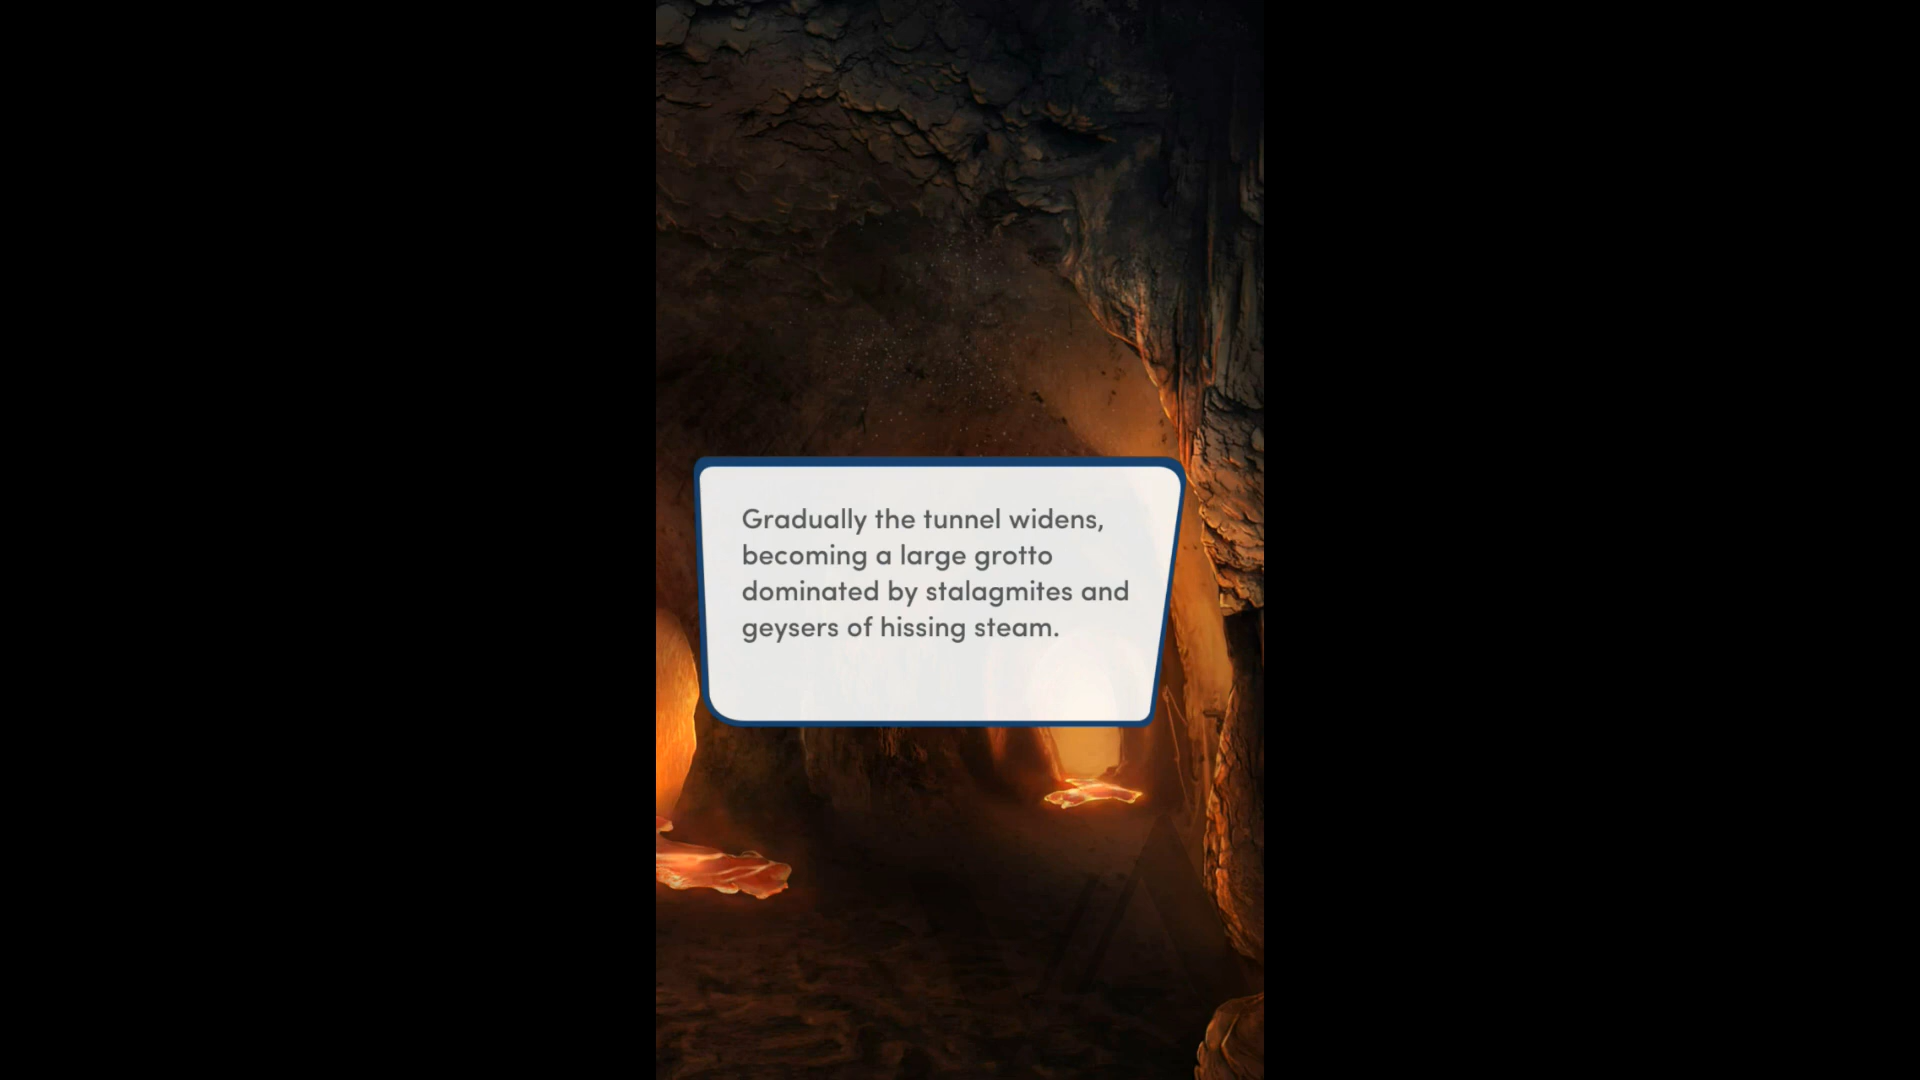 Gradually the tunnel widens,
becoming a large grotto
dominated by stalagmites and
geysers of hissing steam.